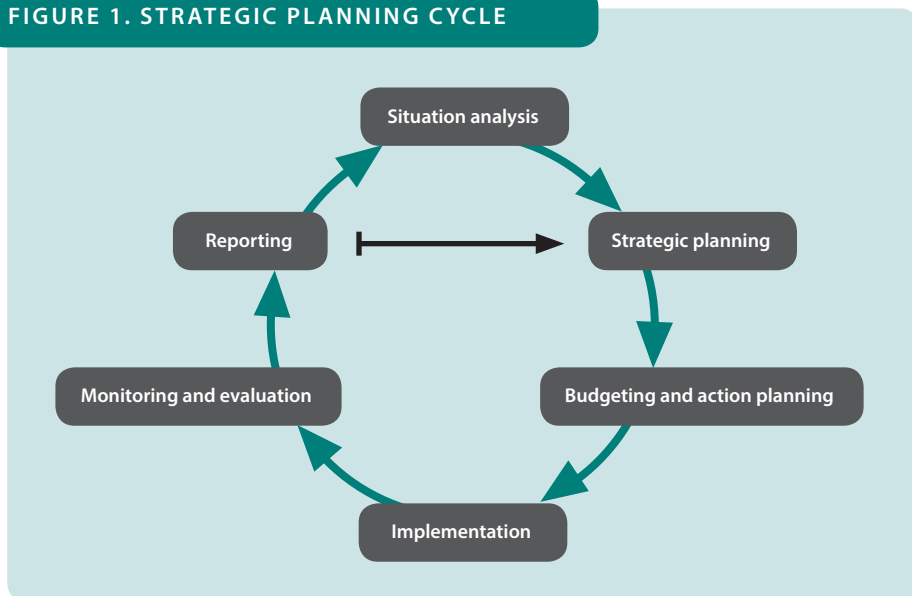 FIGURE 1. STRATEGIC PLANNING CYCLE
Situation analysis
Reporting
Strategic planning
Monitoring and evaluation
Budgeting and action planning
Implementation